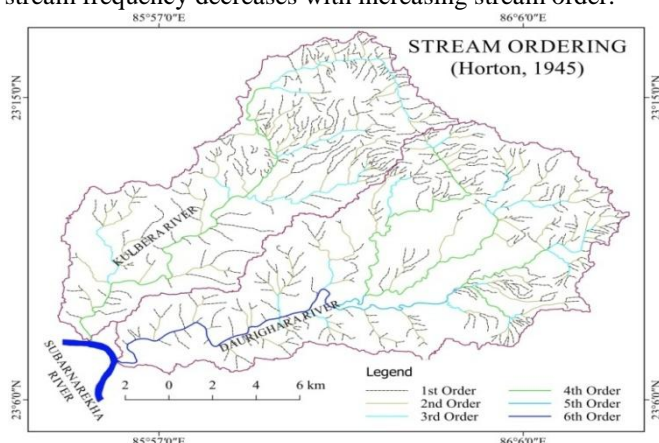 stream frequency decreases with increasing stream order.
85°57'0"E 86°6'0"E
STREAM ORDERING
(Horton, 1945)
23°15'0"N 23°15'0"N
KULBERA RIVER
DAURIGHARA RIVER
SUBARNAREKHA
RIVER
2 0 2 4 6 km
Legend
1st Order 4th Order
2nd Order 5th Order
3rd Order 6th Order
23°6'0"N 23°6'0"N
85°57'0"E 86°6'0"E